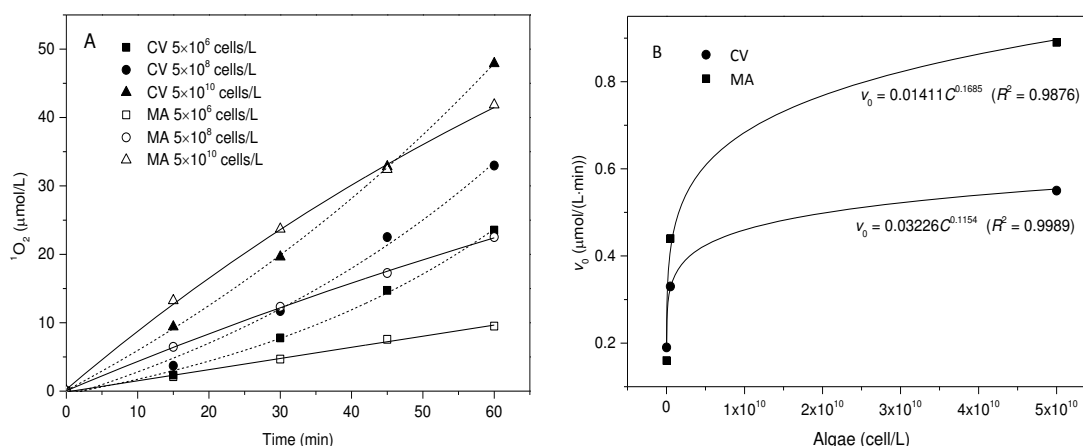 A
CV 5×10⁶ cells/L
CV 5×10⁸ cells/L
CV 5×10¹⁰ cells/L
MA 5×10⁶ cells/L
MA 5×10⁸ cells/L
MA 5×10¹⁰ cells/L
¹O₂ (μmol/L)
50
40
30
20
10
0
0 10 20 30 40 50 60
Time (min)
B
CV
MA
v₀ = 0.01411C^0.1685 (R² = 0.9876)
v₀ = 0.03226C^0.1154 (R² = 0.9989)
v₀ (μmol/(L·min))
0.8
0.6
0.4
0.2
0 1x10¹⁰ 2x10¹⁰ 3x10¹⁰ 4x10¹⁰ 5x10¹⁰
Algae (cell/L)